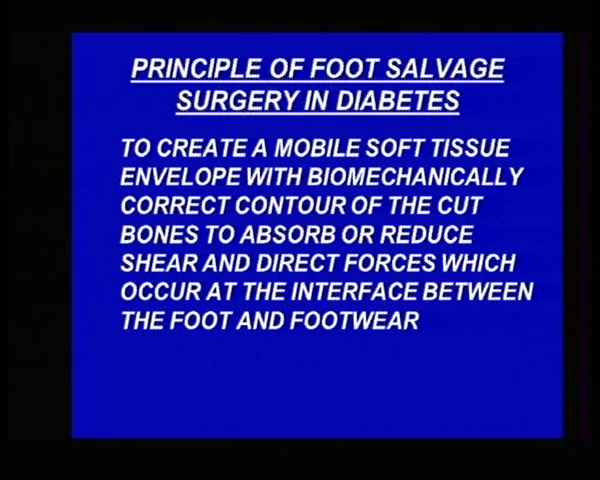 PRINCIPLE OF FOOT SALVAGE
SURGERY IN DIABETES
TO CREATE A MOBILE SOFT TISSUE
ENVELOPE WITH BIOMECHANICALLY
CORRECT CONTOUR OF THE CUT
BONES TO ABSORB OR REDUCE
SHEAR AND DIRECT FORCES WHICH
OCCUR AT THE INTERFACE BETWEEN
THE FOOT AND FOOTWEAR